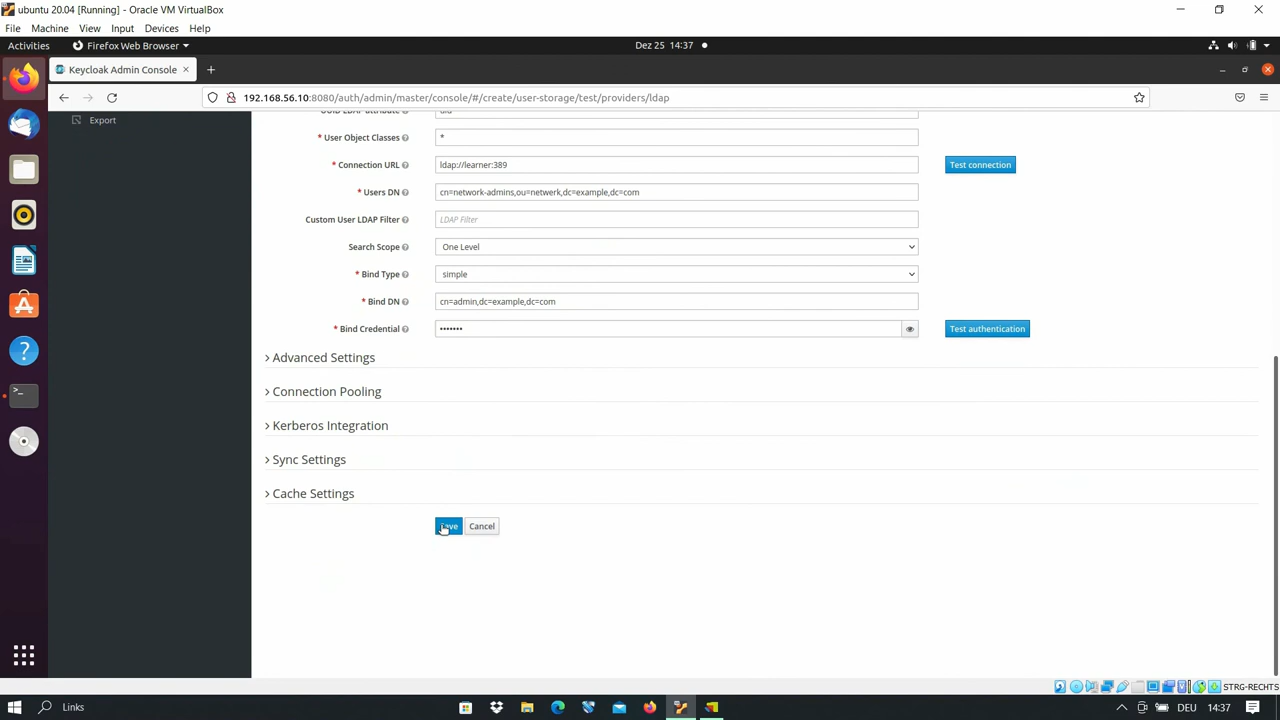 ubuntu 20.04 [Running] - Oracle VM VirtualBox
File Machine View Input Devices Help
Activities Firefox Web Browser Dez 25 14:37
Keycloak Admin Console
192.168.56.10:8080/auth/admin/master/console/#/create/user-storage/test/providers/ldap
Export
UUID LDAP attribute uid
* User Object Classes *
* Connection URL ldap://learner:389 Test connection
* Users DN cn=network-admins,ou=netwerk,dc=example,dc=com
Custom User LDAP Filter LDAP Filter
Search Scope One Level
* Bind Type simple
* Bind DN cn=admin,dc=example,dc=com
* Bind Credential ••••••• Test authentication
Advanced Settings
Connection Pooling
Kerberos Integration
Sync Settings
Cache Settings
Save Cancel
STRG-RECHTS
Links DEU 14:37